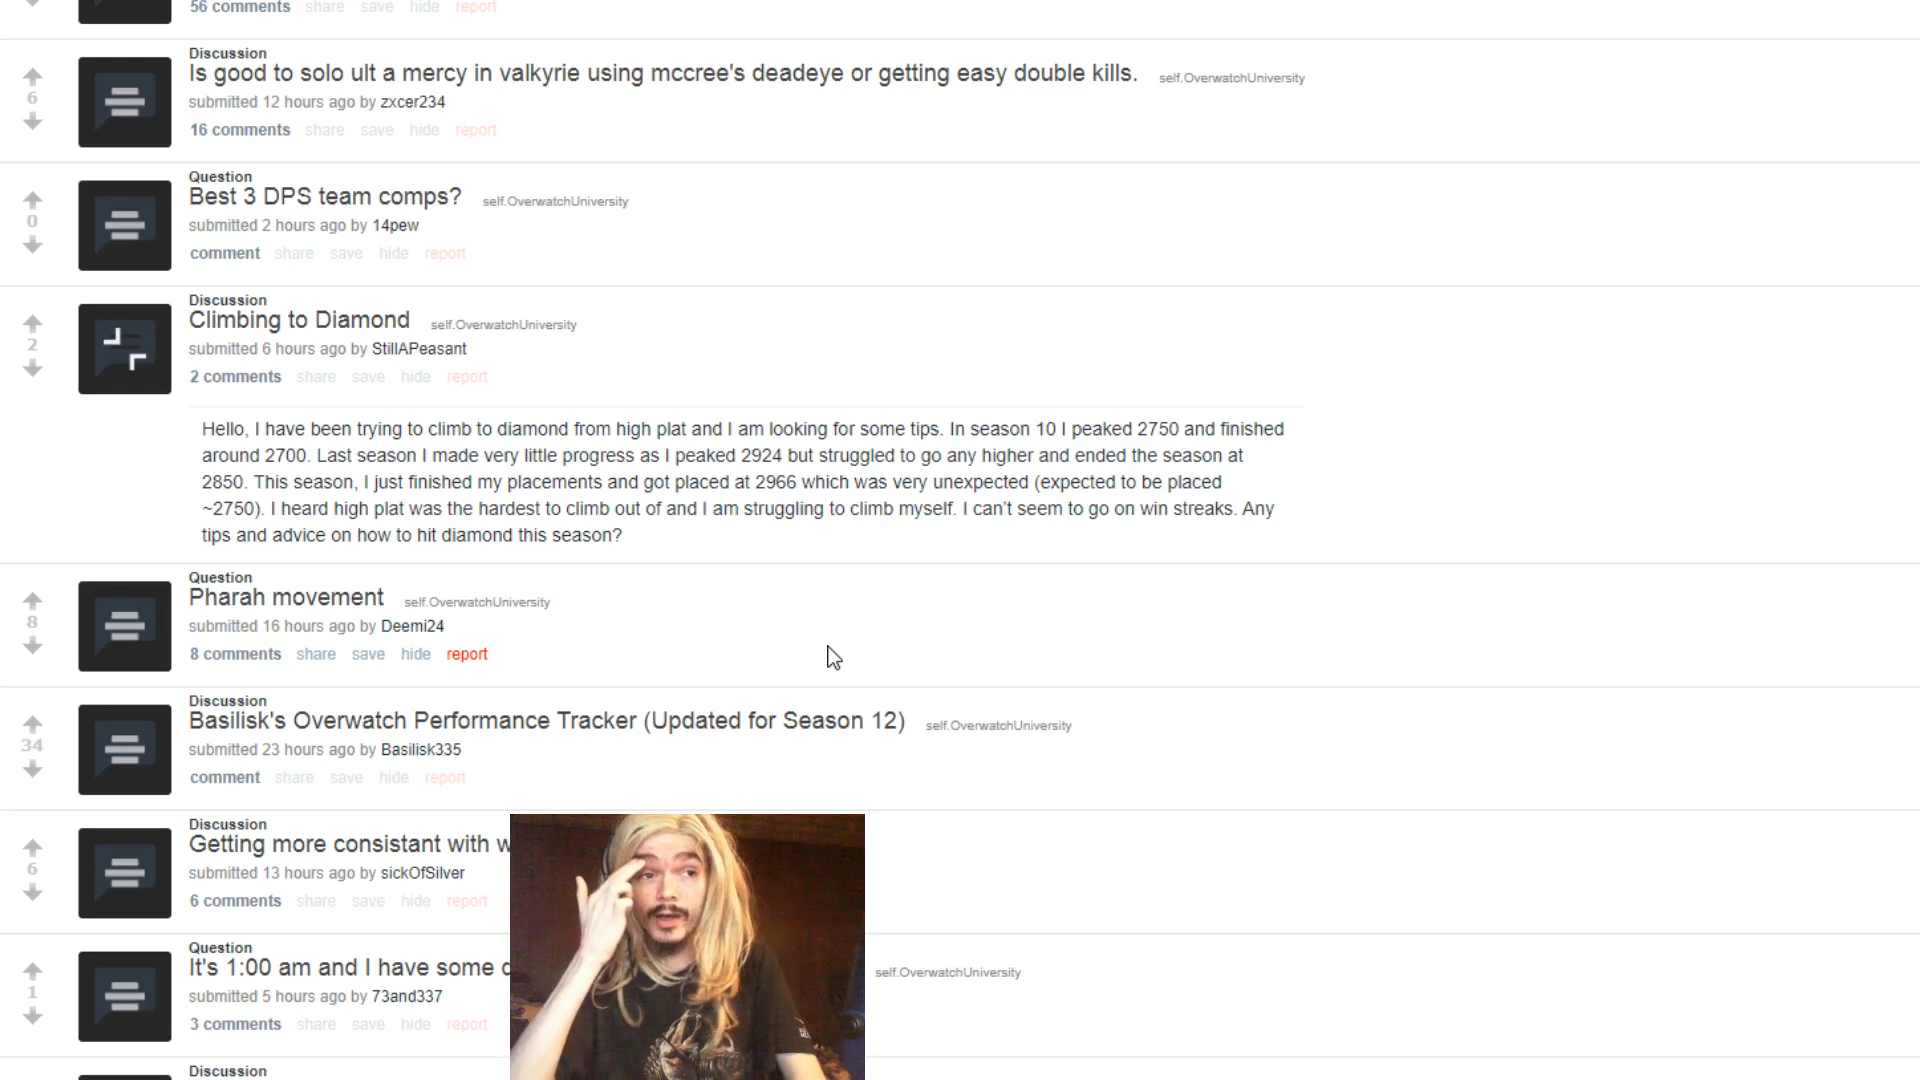 56 comments share save hide report
Discussion
Is good to solo ult a mercy in valkyrie using mccree's deadeye or getting easy double kills. self.OverwatchUniversity
6
submitted 12 hours ago by zxcer234
16 comments share save hide report
Question
Best 3 DPS team comps? self.OverwatchUniversity
0
submitted 2 hours ago by 14pew
comment share save hide report
Discussion
Climbing to Diamond self.OverwatchUniversity
2
submitted 6 hours ago by StillAPeasant
2 comments share save hide report
Hello, I have been trying to climb to diamond from high plat and I am looking for some tips. In season 10 I peaked 2750 and finished
around 2700. Last season I made very little progress as I peaked 2924 but struggled to go any higher and ended the season at
2850. This season, I just finished my placements and got placed at 2966 which was very unexpected (expected to be placed
~2750). I heard high plat was the hardest to climb out of and I am struggling to climb myself. I can't seem to go on win streaks. Any
tips and advice on how to hit diamond this season?
Question
Pharah movement self.OverwatchUniversity
8
submitted 16 hours ago by Deemi24
8 comments share save hide report
Discussion
Basilisk's Overwatch Performance Tracker (Updated for Season 12) self.OverwatchUniversity
34
submitted 23 hours ago by Basilisk335
comment share save hide report
Discussion
Getting more consistant with
6
submitted 13 hours ago by sickOfSilver
6 comments share save hide report
Question
It's 1:00 am and I have some self.OverwatchUniversity
1
submitted 5 hours ago by 73and337
3 comments share save hide report
Discussion